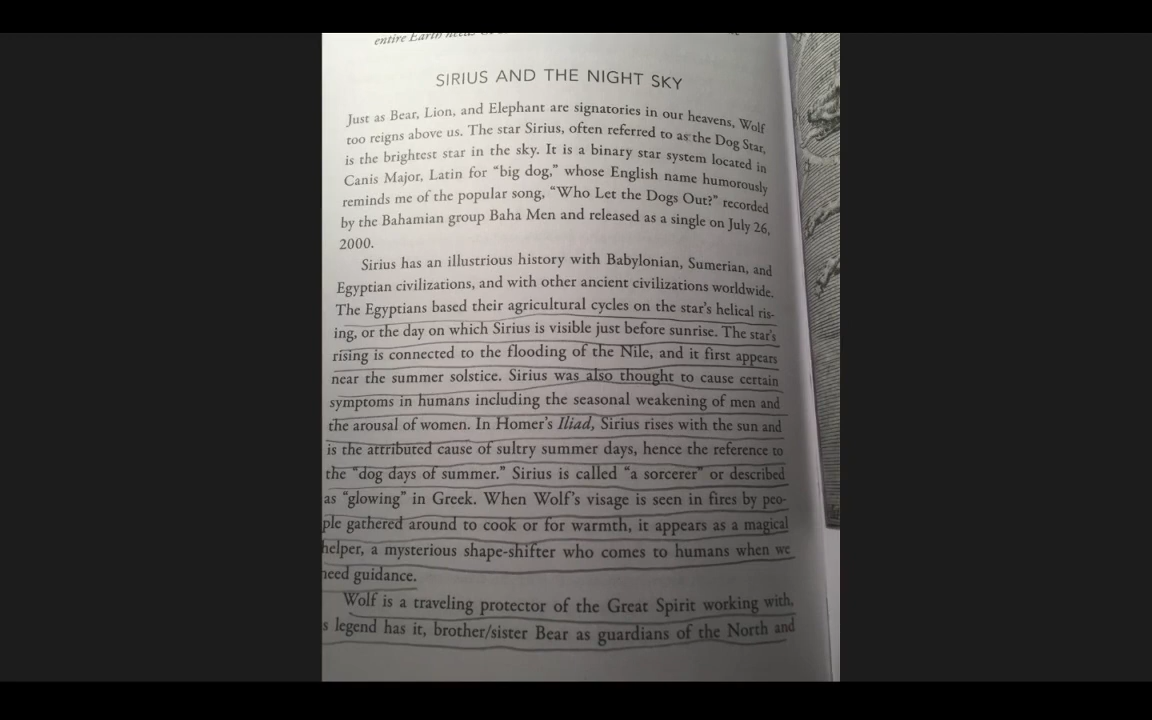 entire Earth needs
SIRIUS AND THE NIGHT SKY
Just as Bear, Lion, and Elephant are signatories in our heavens, Wolf
too reigns above us. The star Sirius, often referred to as the Dog Star,
is the brightest star in the sky. It is a binary star system located in
Canis Major, Latin for “big dog,” whose English name humorously
reminds me of the popular song, “Who Let the Dogs Out?” recorded
by the Bahamian group Baha Men and released as a single on July 26,
2000.
Sirius has an illustrious history with Babylonian, Sumerian, and
Egyptian civilizations, and with other ancient civilizations worldwide.
The Egyptians based their agricultural cycles on the star’s helical ris-
ing, or the day on which Sirius is visible just before sunrise. The star’s
rising is connected to the flooding of the Nile, and it first appears
near the summer solstice. Sirius was also thought to cause certain
symptoms in humans including the seasonal weakening of men and
the arousal of women. In Homer’s Iliad, Sirius rises with the sun and
is the attributed cause of sultry summer days, hence the reference to
the “dog days of summer.” Sirius is called “a sorcerer” or described
as “glowing” in Greek. When Wolf’s visage is seen in fires by peo-
ple gathered around to cook or for warmth, it appears as a magical
helper, a mysterious shape-shifter who comes to humans when we
need guidance.
Wolf is a traveling protector of the Great Spirit working with,
s legend has it, brother/sister Bear as guardians of the North and